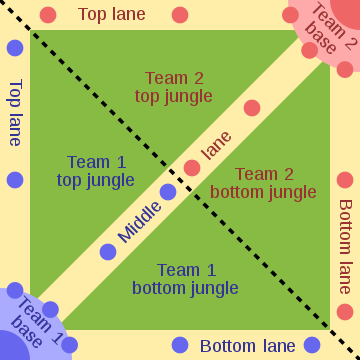 Top lane
Team 2
base
Team 2
top jungle
Top lane
lane
Team 1
top jungle
Team 2
bottom jungle
Middle
Bottom lane
Team 1
bottom jungle
Team 1
base
Bottom lane